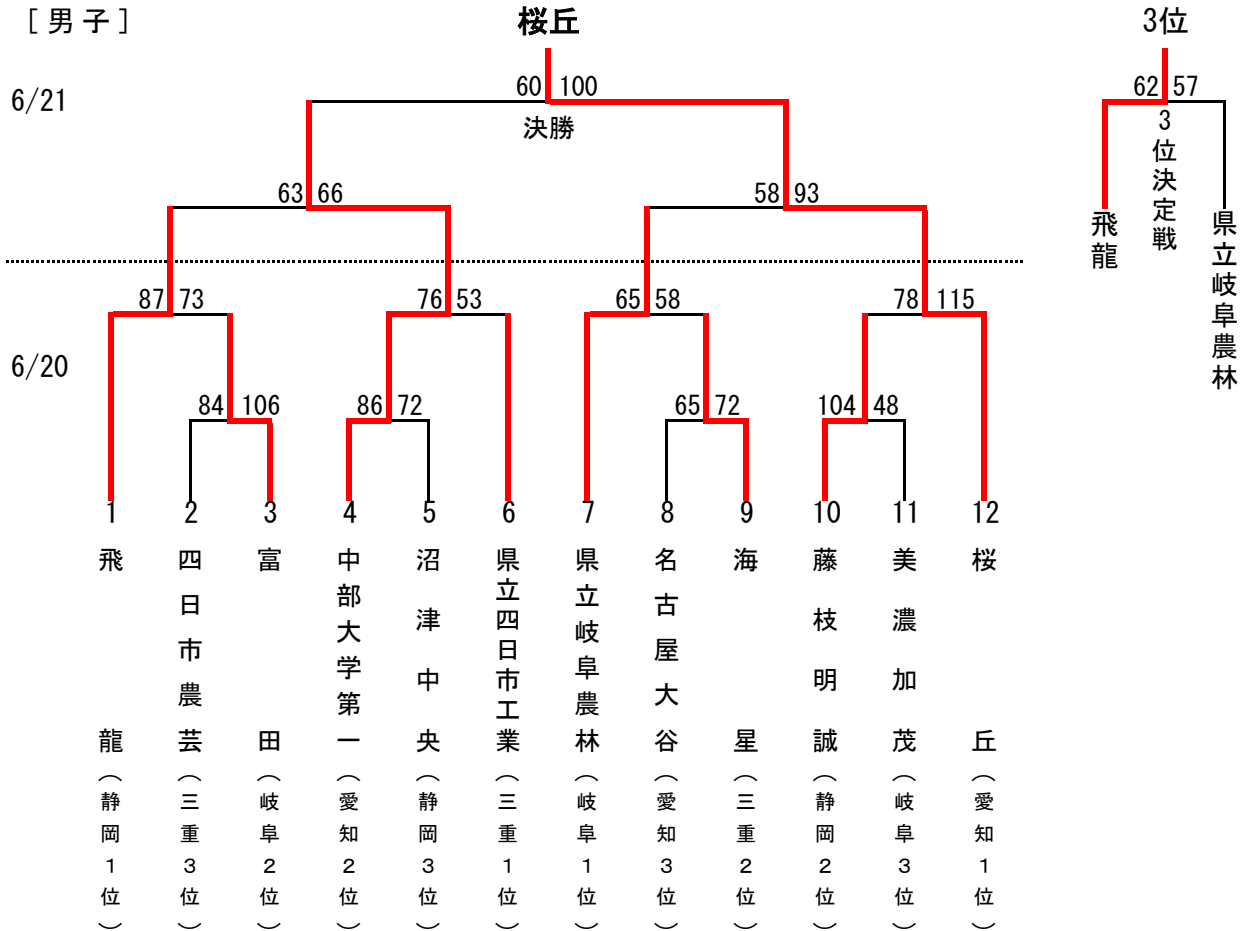 [ 男 子 ]
桜丘
3位
6/21
60 100
決勝
62 57
3位決定戦
飛龍
県立岐阜農林
63 66
58 93
87 73
76 53
65 58
78 115
6/20
84 106
86 72
65 72
104 48
1
2
3
4
5
6
7
8
9
10
11
12
飛龍(静岡1位)
四日市農芸(三重3位)
富田(岐阜2位)
中部大学第一(愛知2位)
沼津中央(静岡3位)
県立四日市工業(三重1位)
県立岐阜農林(岐阜1位)
名古屋大谷(愛知3位)
海星(三重2位)
藤枝明誠(静岡2位)
美濃加茂(岐阜3位)
桜丘(愛知1位)